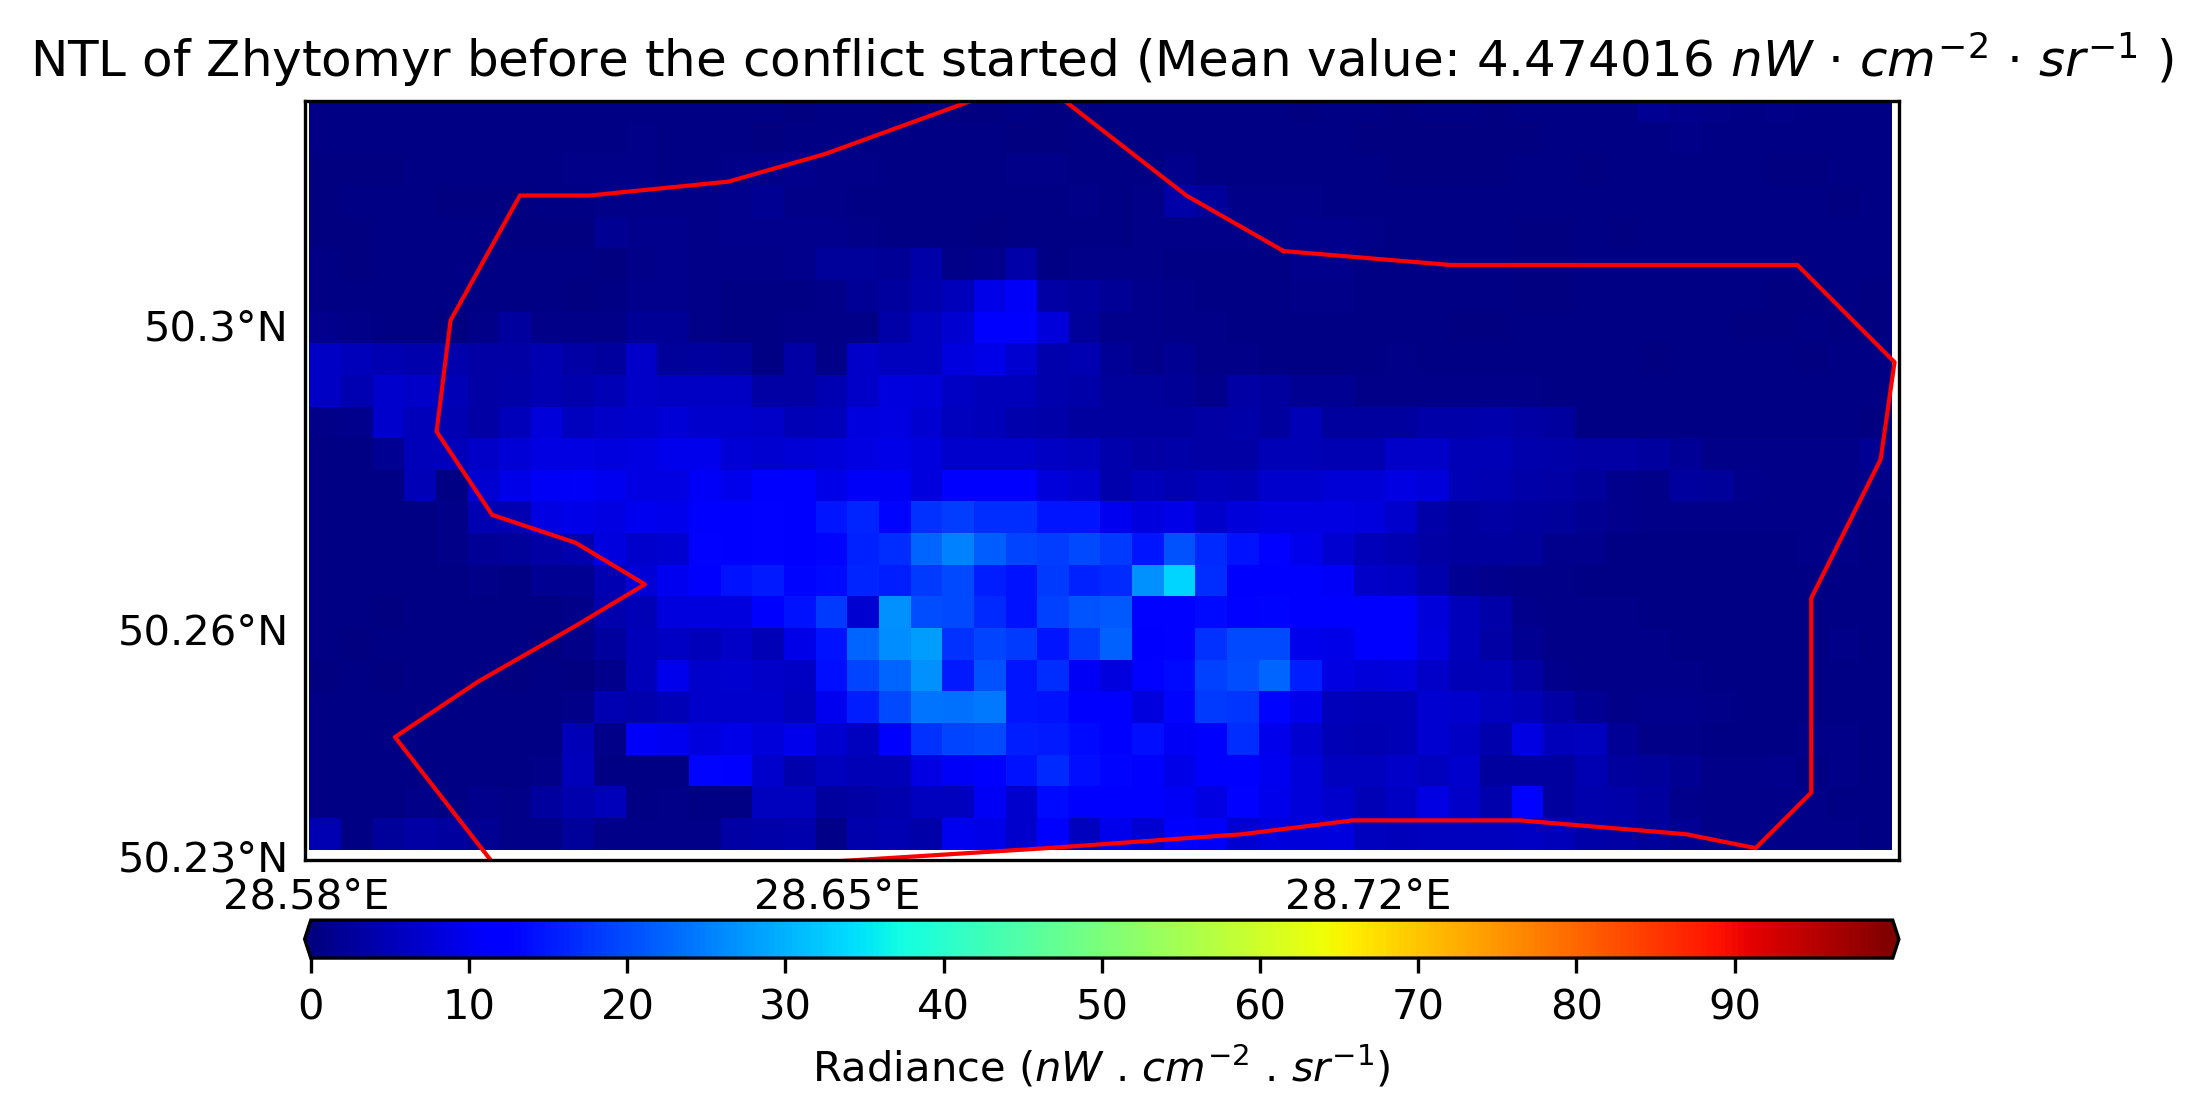 NTL of Zhytomyr before the conflict started (Mean value: 4.474016 nW · cm⁻² · sr⁻¹ )
50.3°N
50.26°N
50.23°N
28.58°E 28.65°E 28.72°E
0 10 20 30 40 50 60 70 80 90
Radiance (nW . cm⁻² . sr⁻¹)